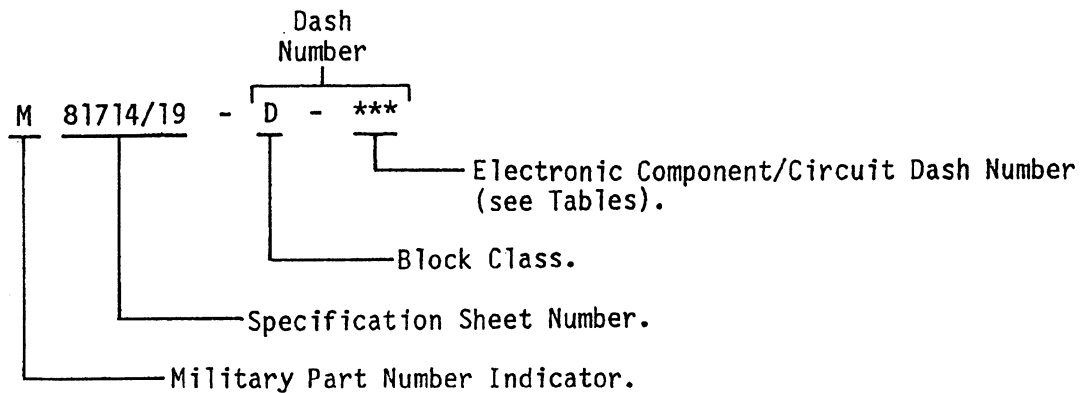 Dash
Number
M 81714/19 - D - ***
Electronic Component/Circuit Dash Number
(see Tables).
Block Class.
Specification Sheet Number.
Military Part Number Indicator.